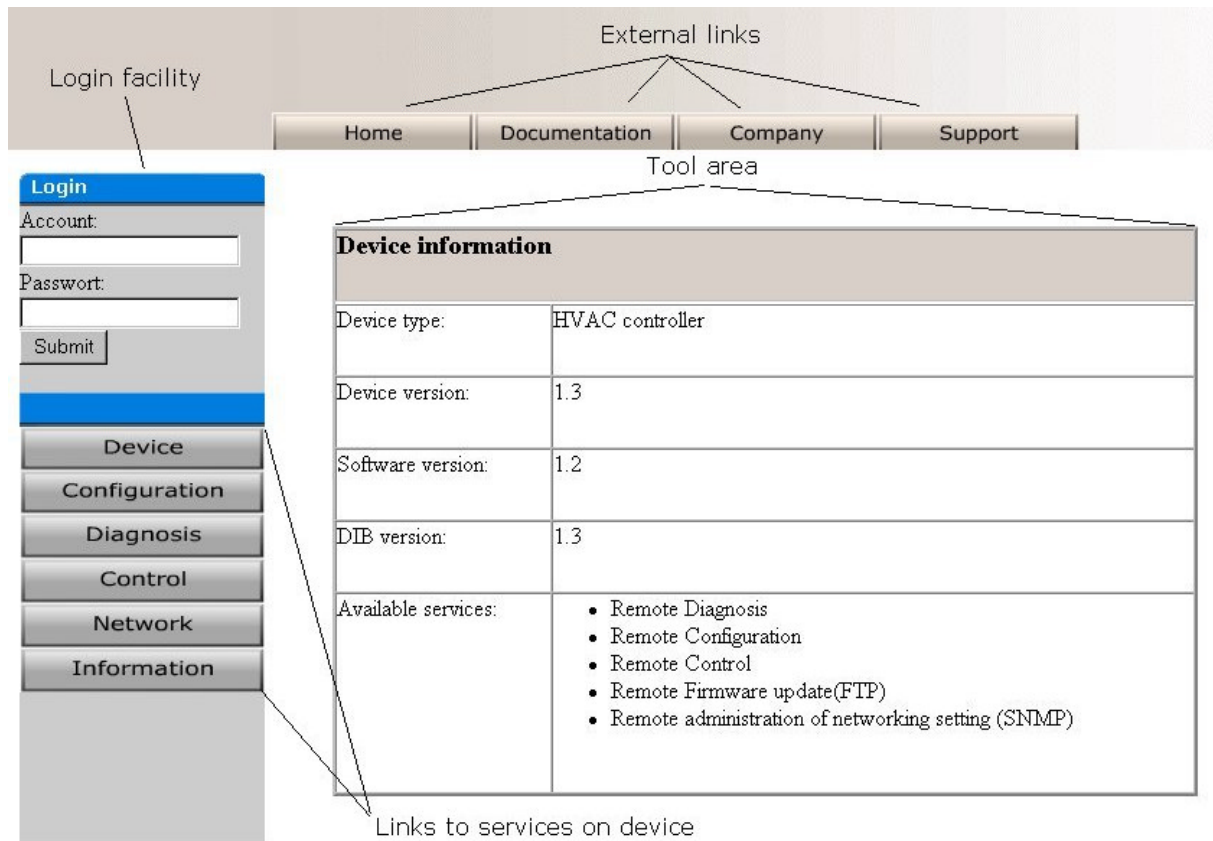 External links
Login facility
Home Documentation Company Support
Tool area
Login
Account:
Passwort:
Submit
Device
Configuration
Diagnosis
Control
Network
Information
Device information
Device type: HVAC controller
Device version: 1.3
Software version: 1.2
DIB version: 1.3
Available services:
• Remote Diagnosis
• Remote Configuration
• Remote Control
• Remote Firmware update(FTP)
• Remote administration of networking setting (SNMP)
Links to services on device